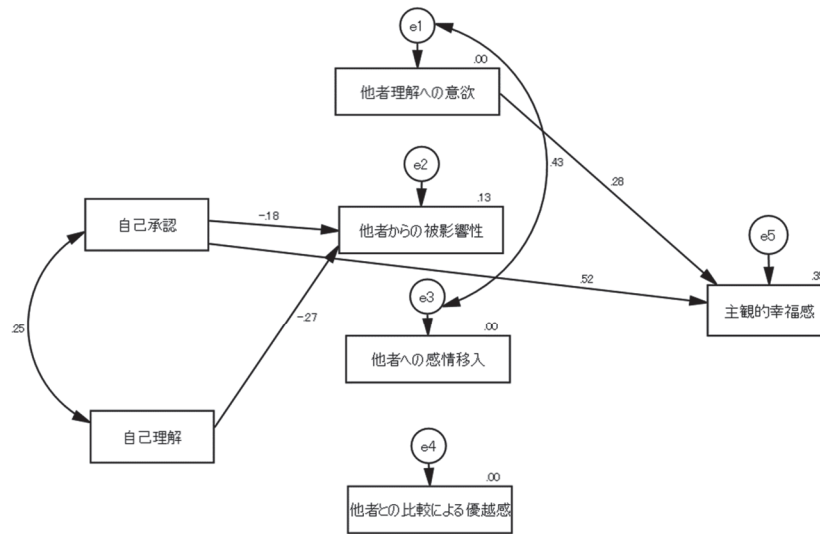 e1
.00
他者理解への意欲
.43
.28
e2
.13
自己承認
-.18
他者からの被影響性
e5
.52
主観的幸福感
e3
.00
-.27
.25
他者への感情移入
自己理解
e4
.00
他者との比較による優越感